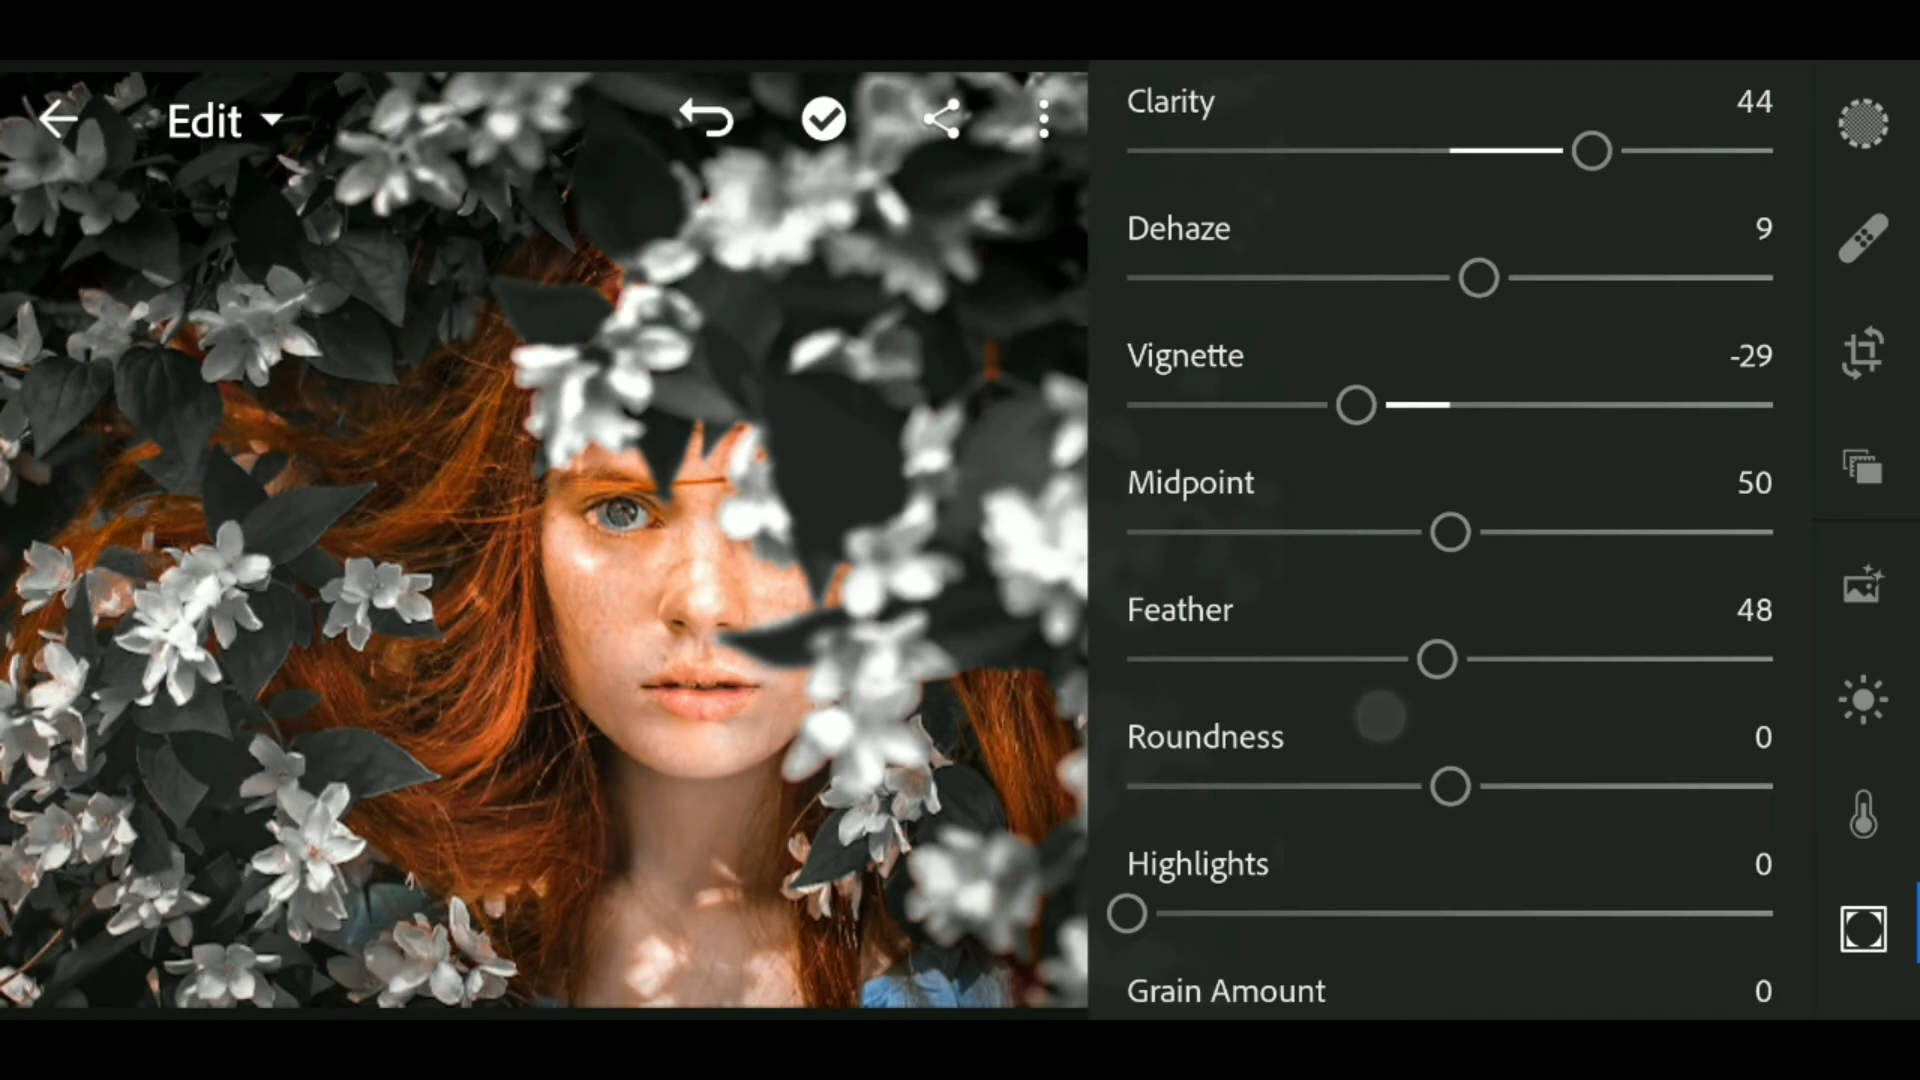 Edit
Clarity 44
Dehaze 9
Vignette -29
Midpoint 50
Feather 48
Roundness 0
Highlights 0
Grain Amount 0